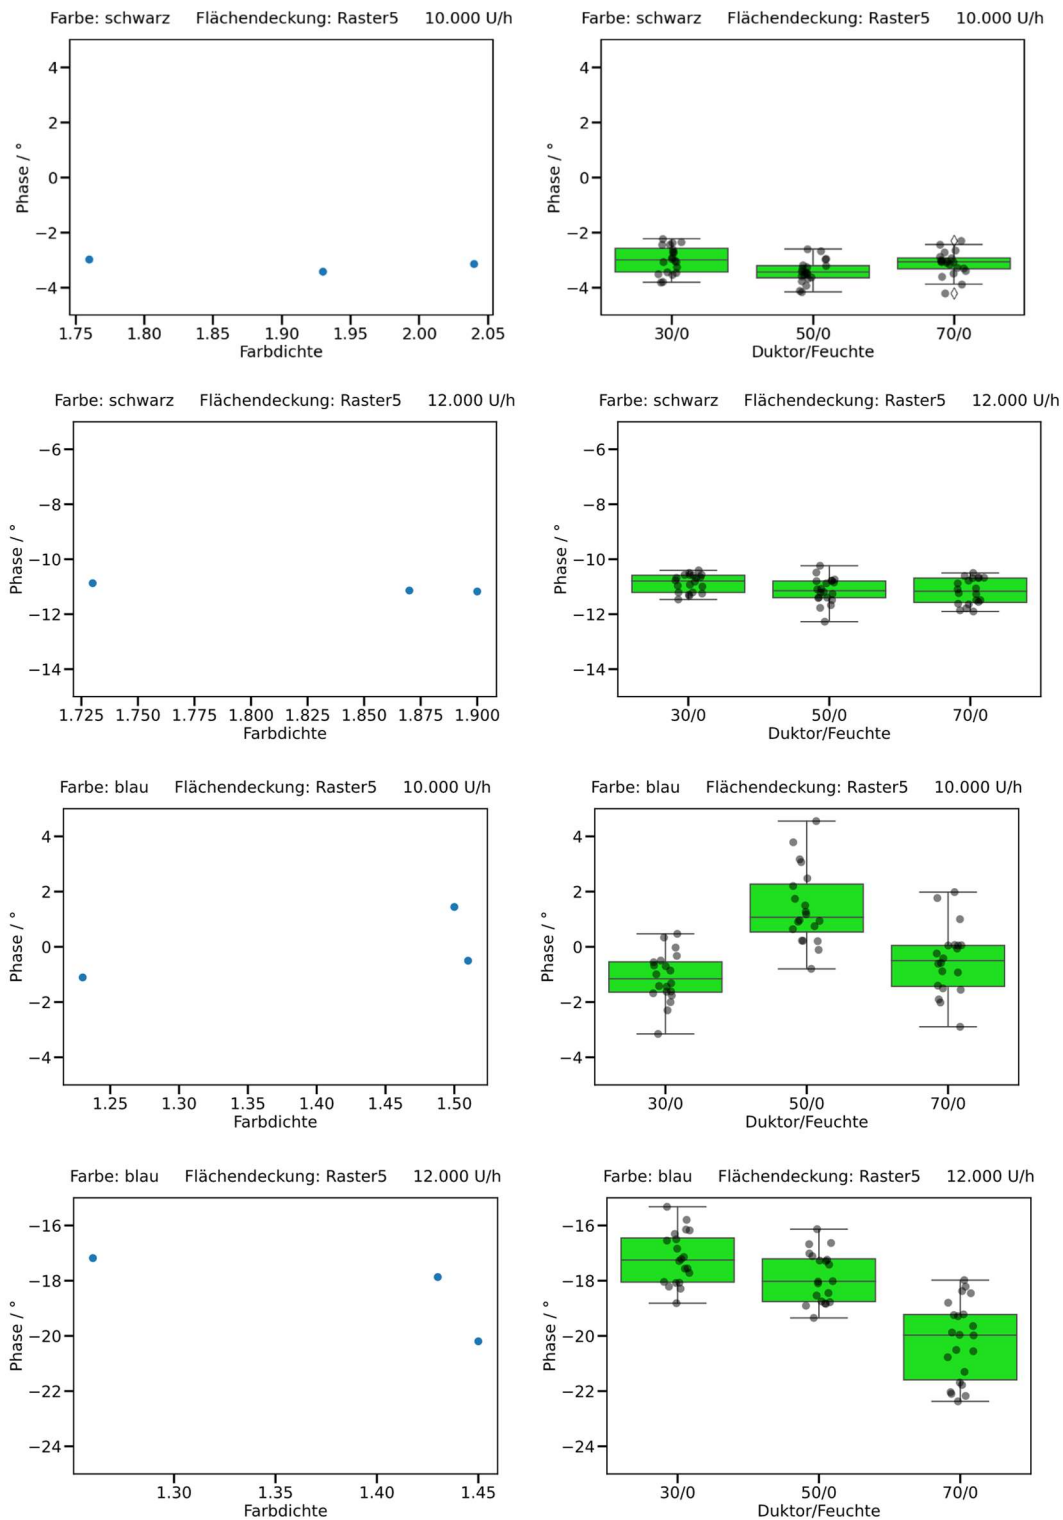 Farbe: schwarz Flächendeckung: Raster5 10.000 U/h
4
2
0
−2
−4
Phase / °
1.75 1.80 1.85 1.90 1.95 2.00 2.05
Farbdichte
Farbe: schwarz Flächendeckung: Raster5 10.000 U/h
4
2
0
−2
−4
Phase / °
30/0 50/0 70/0
Duktor/Feuchte
Farbe: schwarz Flächendeckung: Raster5 12.000 U/h
−6
−8
−10
−12
−14
Phase / °
1.725 1.750 1.775 1.800 1.825 1.850 1.875 1.900
Farbdichte
Farbe: schwarz Flächendeckung: Raster5 12.000 U/h
−6
−8
−10
−12
−14
Phase / °
30/0 50/0 70/0
Duktor/Feuchte
Farbe: blau Flächendeckung: Raster5 10.000 U/h
4
2
0
−2
−4
Phase / °
1.25 1.30 1.35 1.40 1.45 1.50
Farbdichte
Farbe: blau Flächendeckung: Raster5 10.000 U/h
4
2
0
−2
−4
Phase / °
30/0 50/0 70/0
Duktor/Feuchte
Farbe: blau Flächendeckung: Raster5 12.000 U/h
−16
−18
−20
−22
−24
Phase / °
1.30 1.35 1.40 1.45
Farbdichte
Farbe: blau Flächendeckung: Raster5 12.000 U/h
−16
−18
−20
−22
−24
Phase / °
30/0 50/0 70/0
Duktor/Feuchte